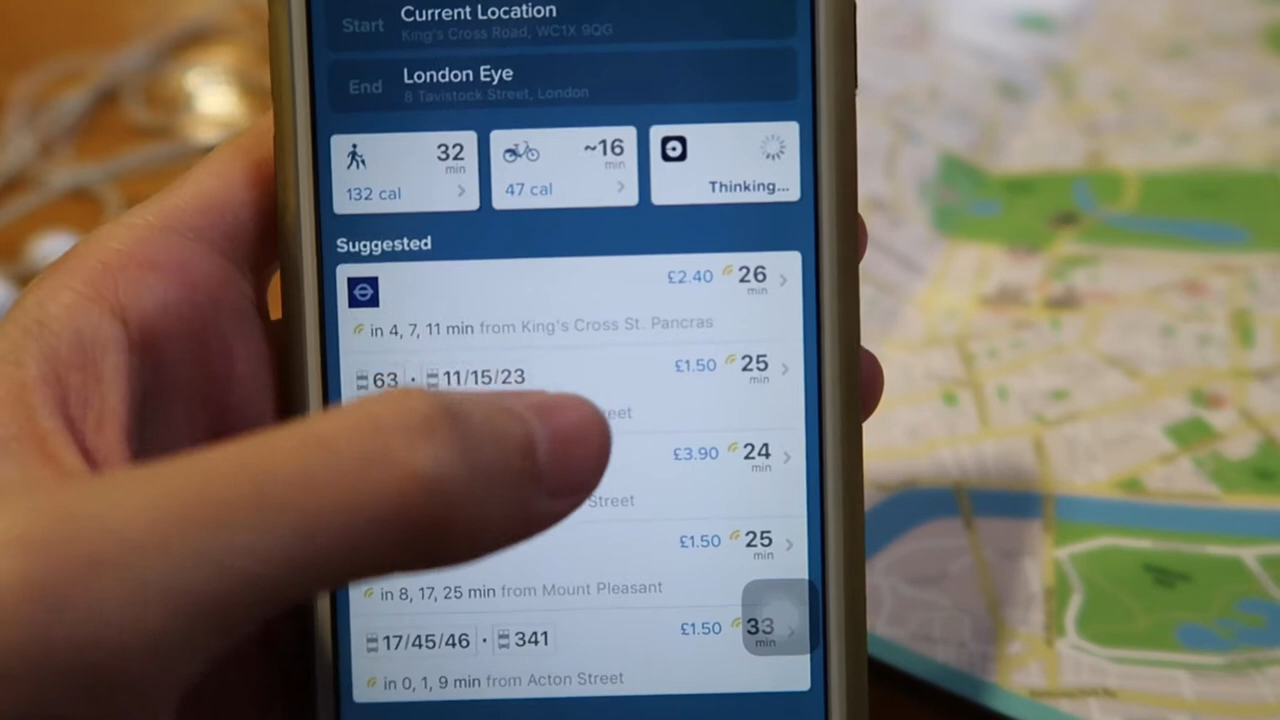 Start Current Location
King's Cross Road, WC1X 9QG
End London Eye
8 Tavistock Street, London
32 min
132 cal
~16 min
47 cal
Thinking...
Suggested
£2.40 26 min
in 4, 7, 11 min from King's Cross St. Pancras
63 · 11/15/23 £1.50 25 min
£3.90 24 min
Street
£1.50 25 min
in 8, 17, 25 min from Mount Pleasant
17/45/46 · 341 £1.50 33 min
in 0, 1, 9 min from Acton Street